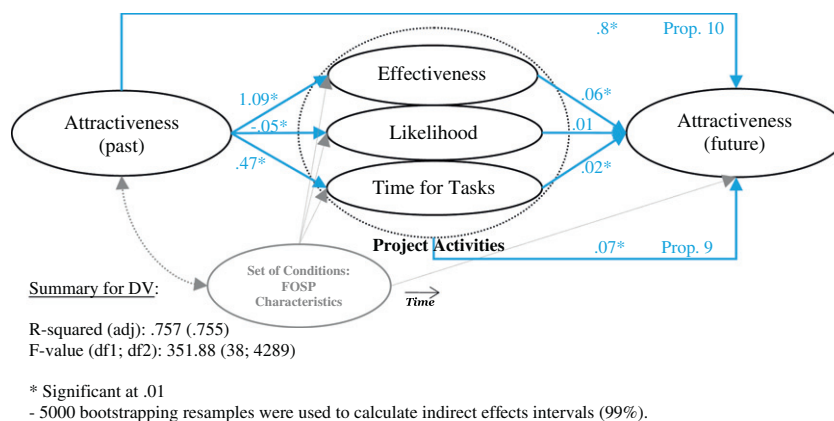 .8* Prop. 10
Effectiveness
1.09*
.06*
Attractiveness
(past)
-.05*
Likelihood
.01
Attractiveness
(future)
.47*
Time for Tasks
.02*
Project Activities
.07* Prop. 9
Set of Conditions:
FOSP
Characteristics
Time
Summary for DV:
R-squared (adj): .757 (.755)
F-value (df1; df2): 351.88 (38; 4289)
* Significant at .01
- 5000 bootstrapping resamples were used to calculate indirect effects intervals (99%).